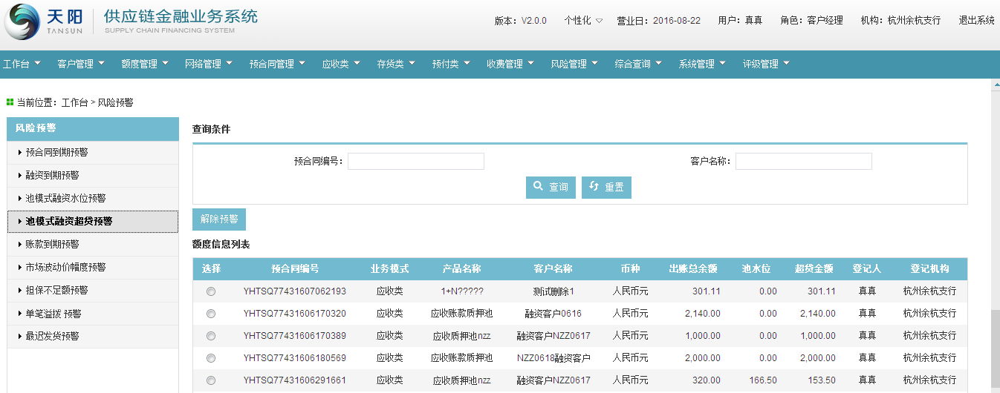 天阳 TANSUN 供应链金融业务系统 SUPPLY CHAIN FINANCING SYSTEM
版本：V2.0.0 个性化 营业日：2016-08-22 用户：真真 角色：客户经理 机构：杭州余杭支行 退出系统
工作台 客户管理 额度管理 网络管理 预合同管理 应收类 存货类 预付类 收费管理 风险管理 综合查询 系统管理 评级管理
当前位置：工作台 > 风险预警
风险预警
预合同到期预警
融资到期预警
池模式融资水位预警
池模式融资超贷预警
账款到期预警
市场波动价幅度预警
担保不足额预警
单笔溢拨 预警
最迟发货预警
查询条件
预合同编号： 客户名称：
查询 重置
解除预警
额度信息列表
选择 预合同编号 业务模式 产品名称 客户名称 币种 出账总余额 池水位 超贷金额 登记人 登记机构
YHTSQ77431607062193 应收类 1+N????? 测试删除1 人民币元 301.11 0.00 301.11 真真 杭州余杭支行
YHTSQ77431606170320 应收类 应收账款质押池 融资客户0616 人民币元 2,140.00 0.00 2,140.00 真真 杭州余杭支行
YHTSQ77431606170389 应收类 应收质押池nzz 融资客户NZZ0617 人民币元 1,000.00 0.00 1,000.00 真真 杭州余杭支行
YHTSQ77431606180569 应收类 应收账款质押池 NZZ0618融资客户 人民币元 2,000.00 0.00 2,000.00 真真 杭州余杭支行
YHTSQ77431606291661 应收类 应收质押池nzz 融资客户NZZ0617 人民币元 320.00 166.50 153.50 真真 杭州余杭支行